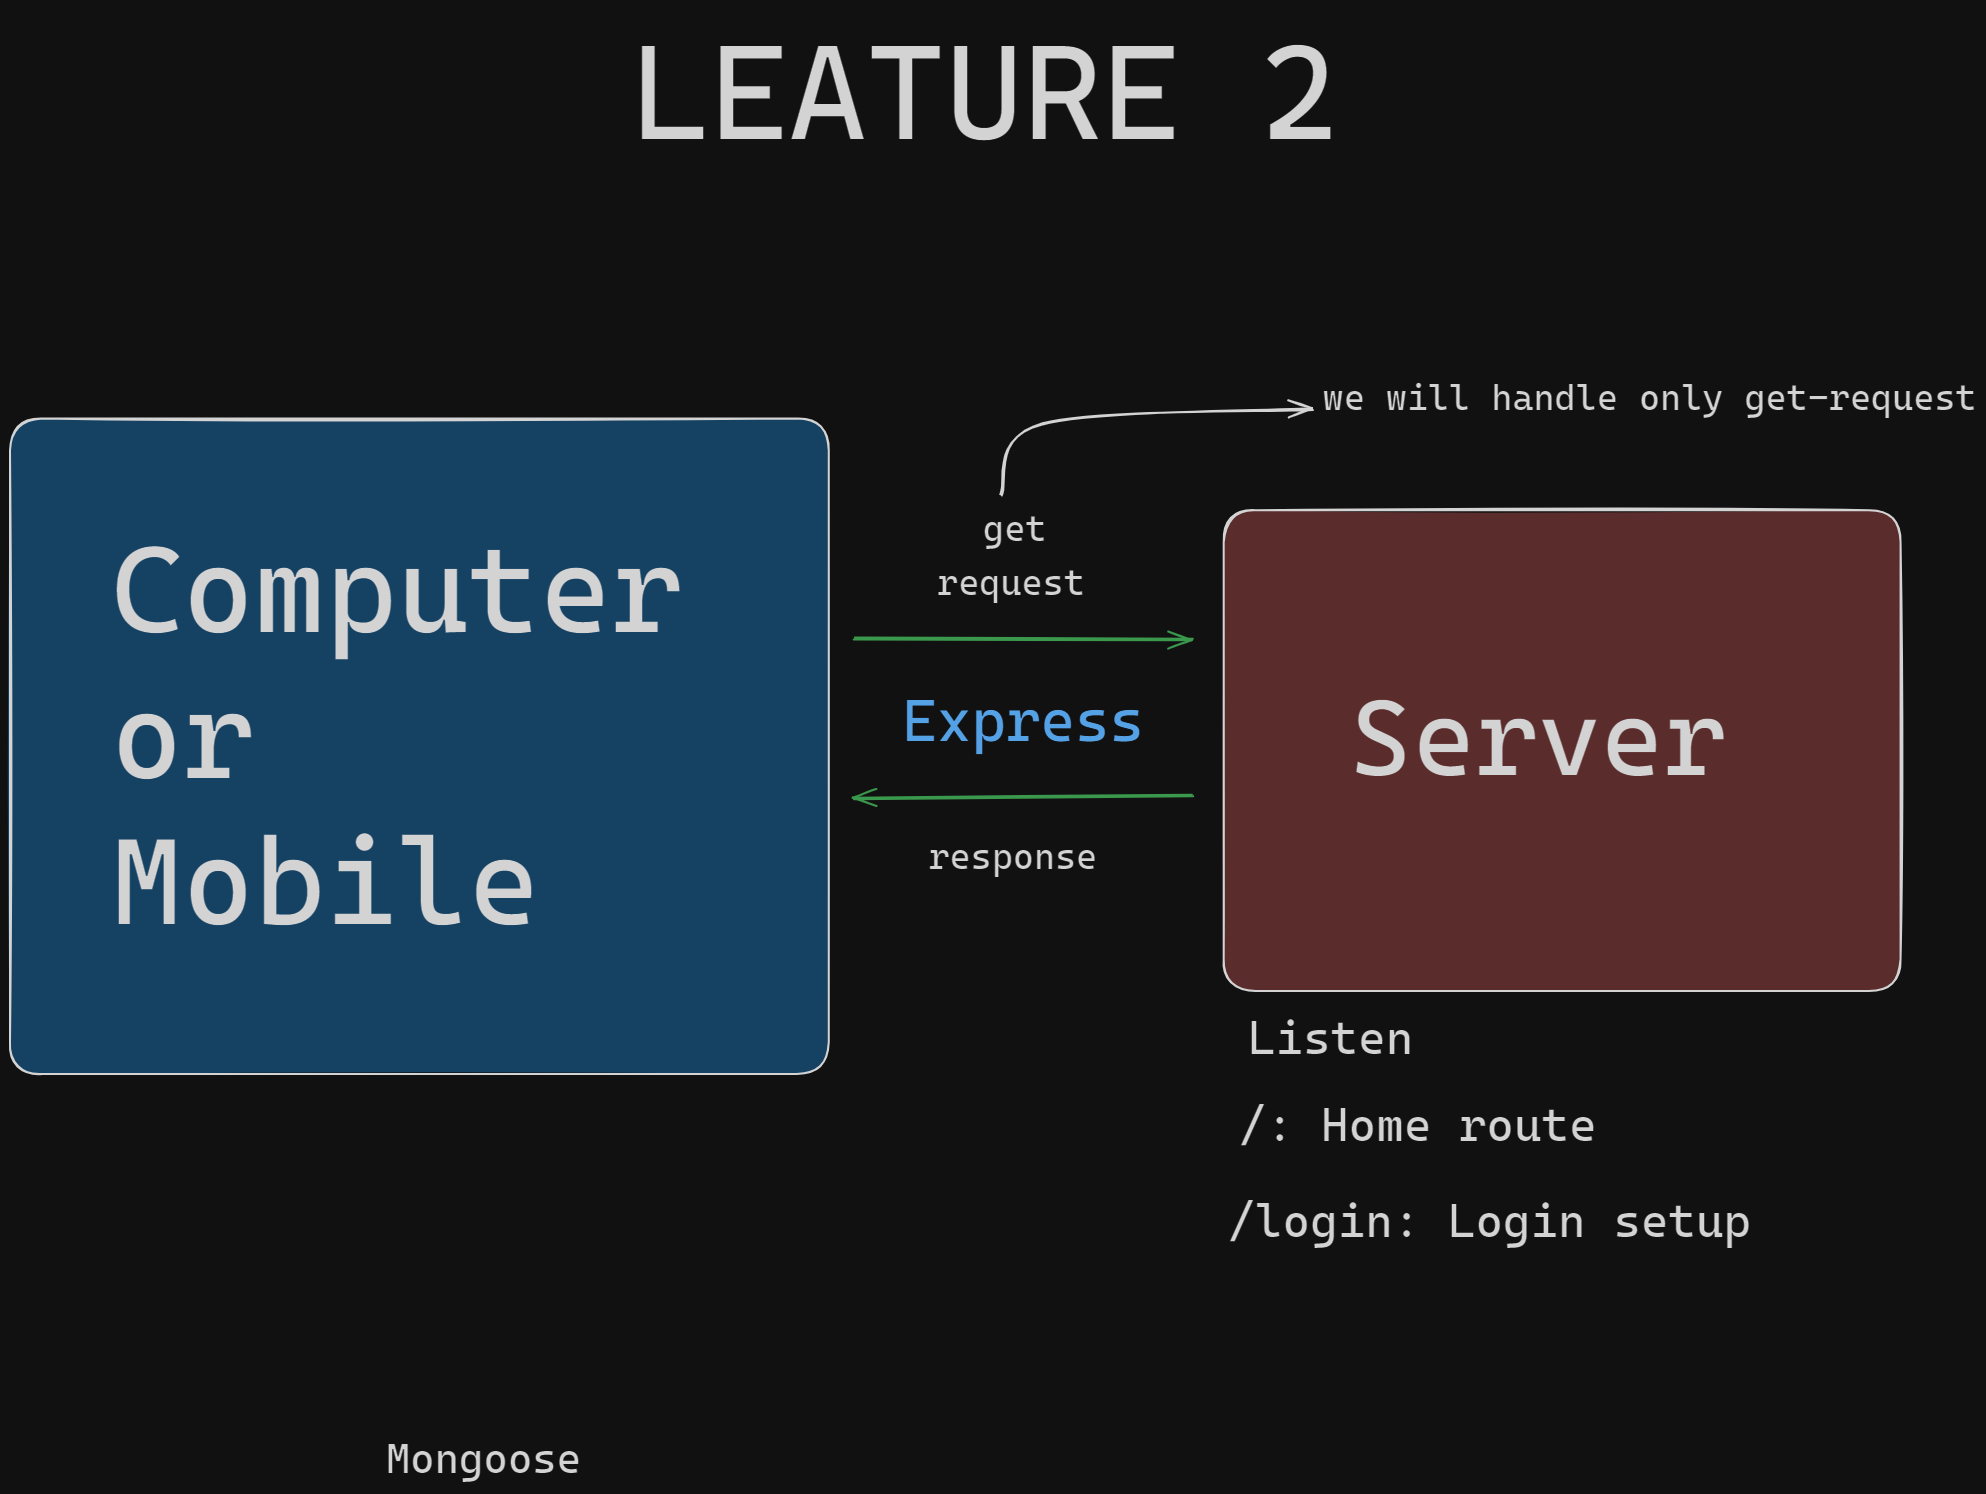 LEATURE 2
we will handle only get-request
get
request
Computer
or
Mobile
Express
Server
response
Listen
/: Home route
/login: Login setup
Mongoose